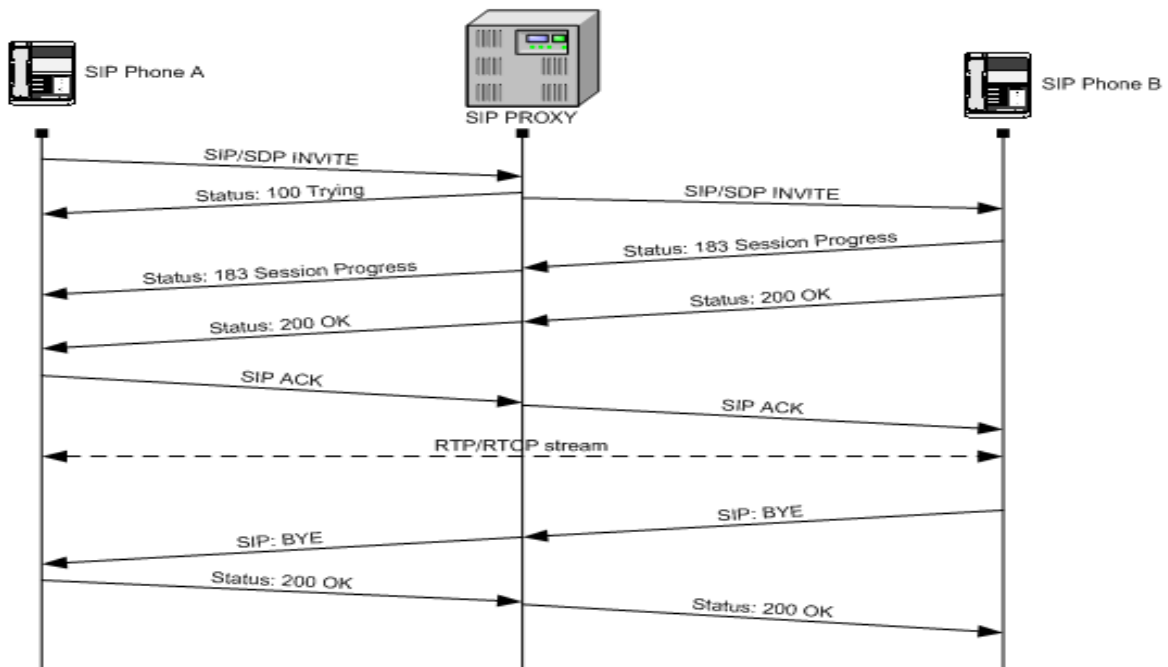 SIP Phone A
SIP PROXY
SIP Phone B
SIP/SDP INVITE
Status: 100 Trying
SIP/SDP INVITE
Status: 183 Session Progress
Status: 183 Session Progress
Status: 200 OK
Status: 200 OK
SIP ACK
SIP ACK
RTP/RTCP stream
SIP: BYE
SIP: BYE
Status: 200 OK
Status: 200 OK